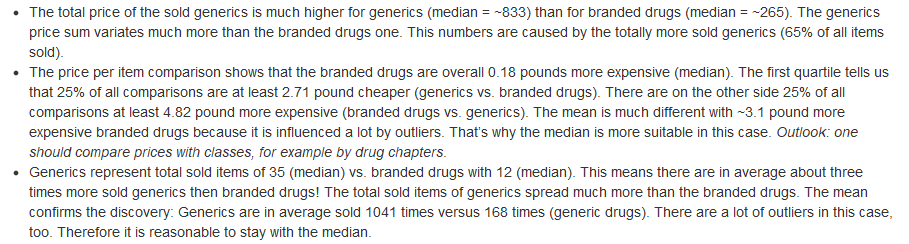 • The total price of the sold generics is much higher for generics (median = ~833) than for branded drugs (median = ~265). The generics
price sum variates much more than the branded drugs one. This numbers are caused by the totally more sold generics (65% of all items
sold).
• The price per item comparison shows that the branded drugs are overall 0.18 pounds more expensive (median). The first quartile tells us
that 25% of all comparisons are at least 2.71 pound cheaper (generics vs. branded drugs). There are on the other side 25% of all
comparisons at least 4.82 pound more expensive (branded drugs vs. generics). The mean is much different with ~3.1 pound more
expensive branded drugs because it is influenced a lot by outliers. That's why the median is more suitable in this case. Outlook: one
should compare prices with classes, for example by drug chapters.
• Generics represent total sold items of 35 (median) vs. branded drugs with 12 (median). This means there are in average about three
times more sold generics then branded drugs! The total sold items of generics spread much more than the branded drugs. The mean
confirms the discovery: Generics are in average sold 1041 times versus 168 times (generic drugs). There are a lot of outliers in this case,
too. Therefore it is reasonable to stay with the median.